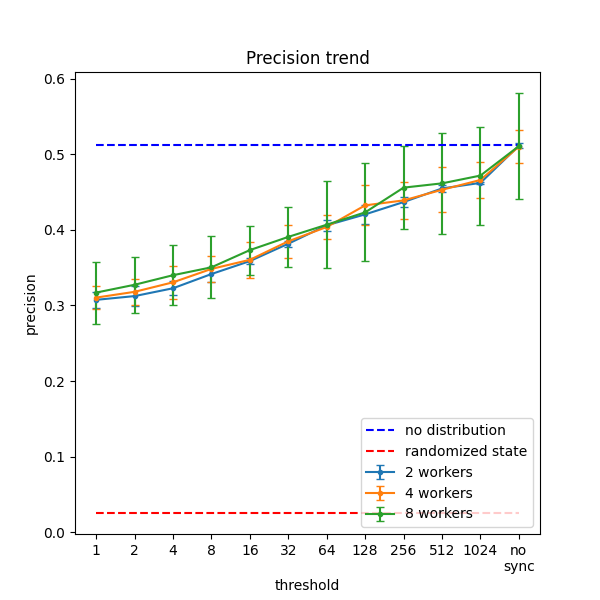 Precision trend
precision
0.6
0.5
0.4
0.3
0.2
0.1
0.0
1 2 4 8 16 32 64 128 256 512 1024 no
sync
threshold
no distribution
randomized state
2 workers
4 workers
8 workers